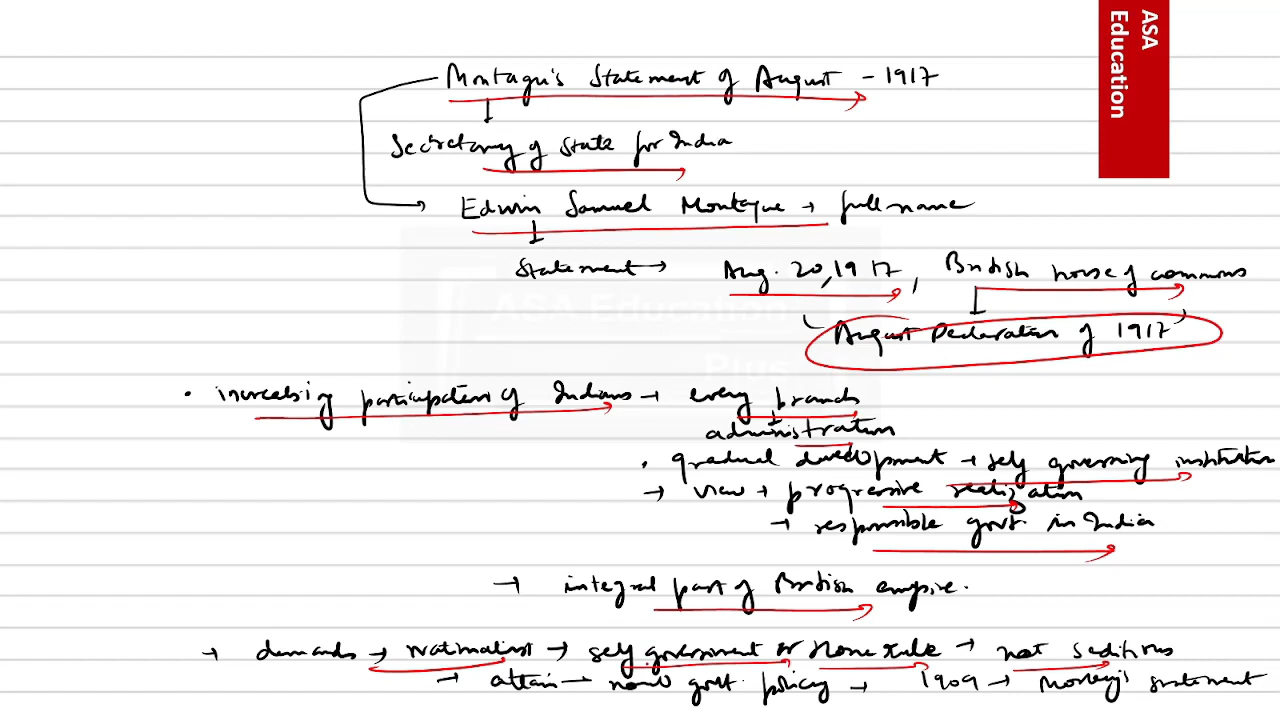 ASA
Education
Montagu's Statement of August - 1917
Secretary of State for India
Edwin Samuel Montague → full name
Statement → Aug. 20, 1917, British house of commons
"August Declaration of 1917"
• increasing participation of Indians → every branch
administration
• gradual development → self governing institution
→ view → progressive realization
→ responsible govt. in India
→ integral part of British empire.
→ demands → nationalist → self government or Home rule → not seditious
→ attain → now govt. policy → 1909 → Morley's statement
ASA Education
Plus